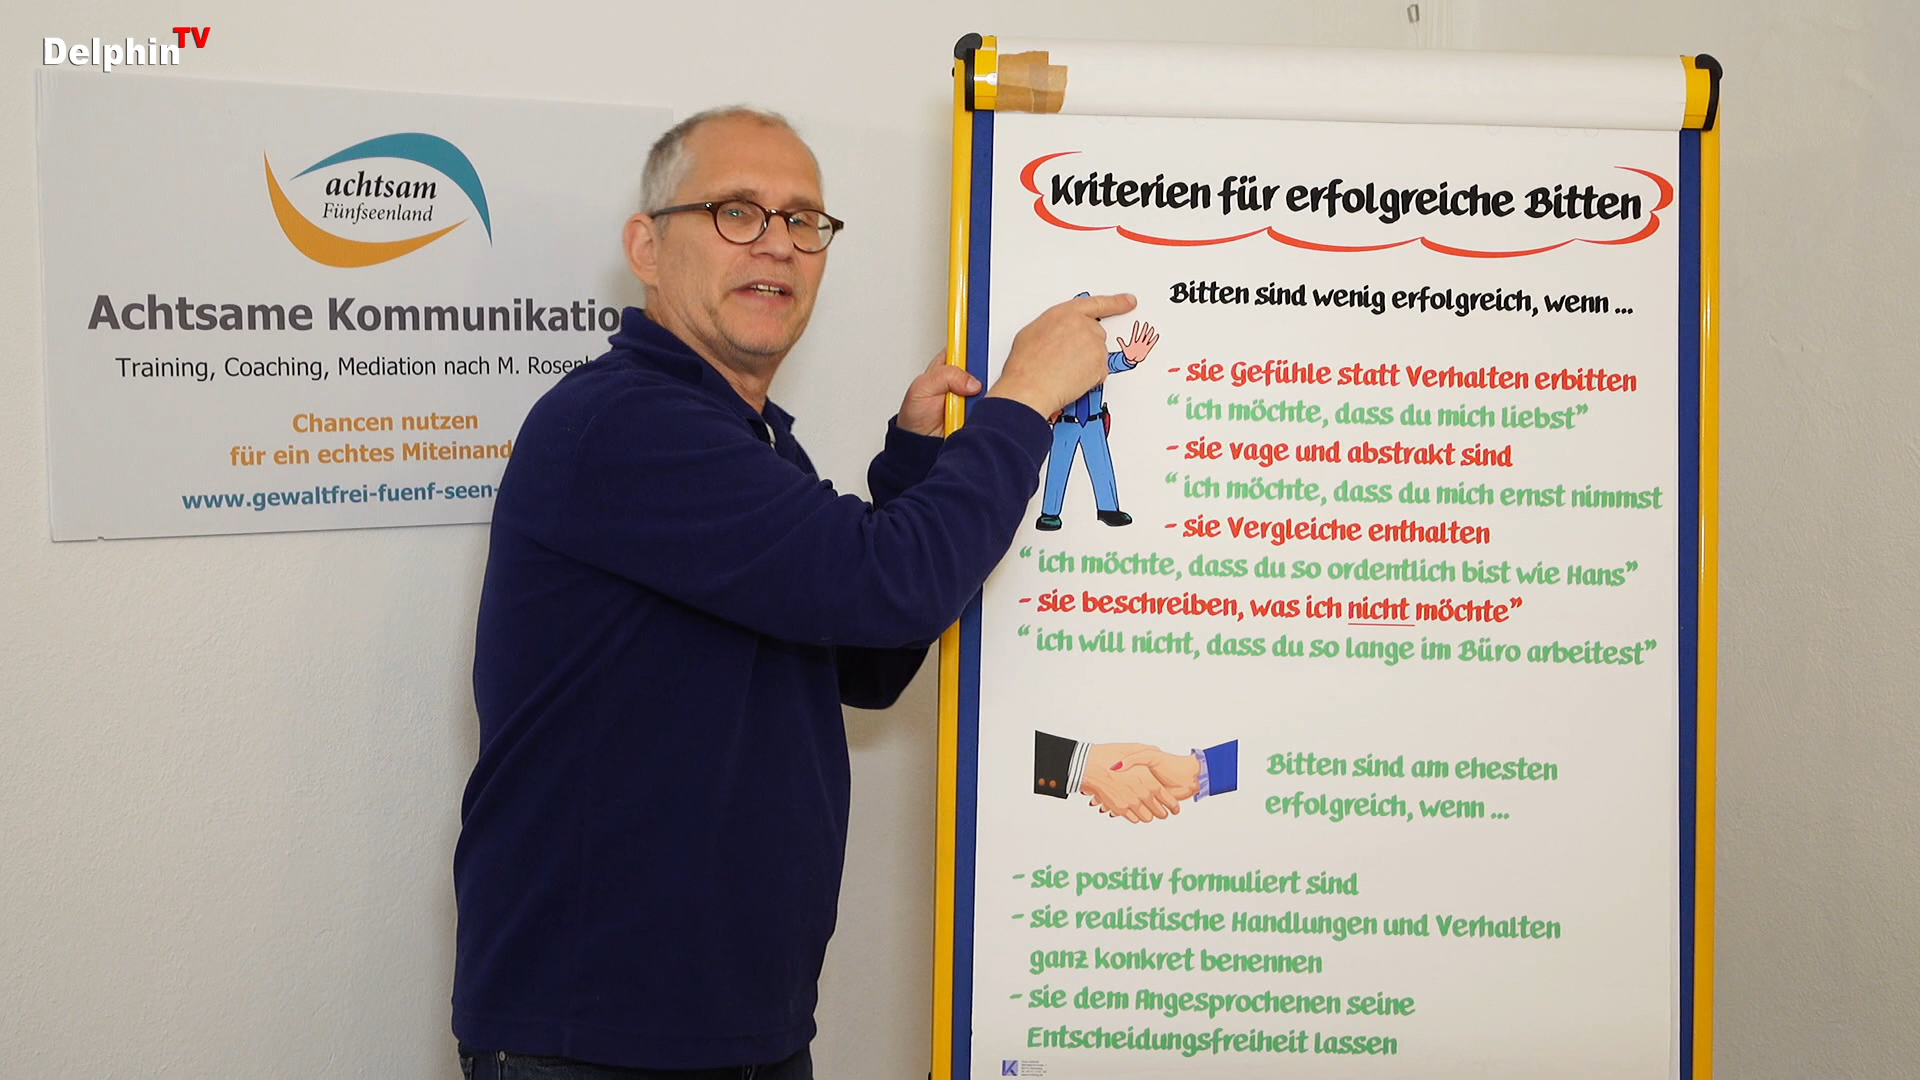 DelphinTV
achtsam
Fünfseenland
Achtsame Kommunikatio
Training, Coaching, Mediation nach M. Rosen
Chancen nutzen
für ein echtes Miteinand
www.gewaltfrei-fuenf-seen-
Kriterien für erfolgreiche Bitten
Bitten sind wenig erfolgreich, wenn ...
- sie Gefühle statt Verhalten erbitten
“ ich möchte, dass du mich liebst”
- sie vage und abstrakt sind
“ ich möchte, dass du mich ernst nimmst
- sie Vergleiche enthalten
“ ich möchte, dass du so ordentlich bist wie Hans”
- sie beschreiben, was ich nicht möchte”
“ ich will nicht, dass du so lange im Büro arbeitest”
Bitten sind am ehesten
erfolgreich, wenn ...
- sie positiv formuliert sind
- sie realistische Handlungen und Verhalten
ganz konkret benennen
- sie dem Angesprochenen seine
Entscheidungsfreiheit lassen